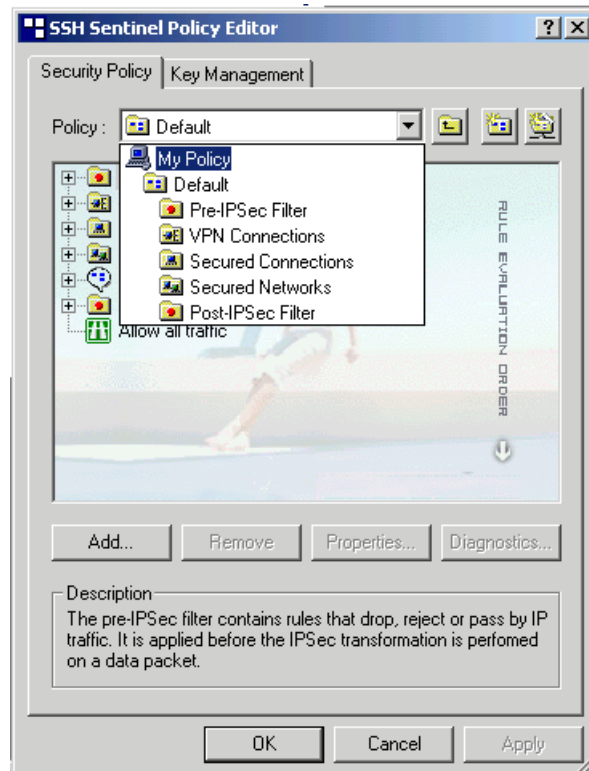 SSH Sentinel Policy Editor
Security Policy
Key Management
Policy :
Default
My Policy
Default
Pre-IPSec Filter
VPN Connections
Secured Connections
Secured Networks
Post-IPSec Filter
Allow all traffic
RULE EVALUATION ORDER
Add...
Remove
Properties...
Diagnostics...
Description
The pre-IPSec filter contains rules that drop, reject or pass by IP
traffic. It is applied before the IPSec transformation is perfomed
on a data packet.
OK
Cancel
Apply